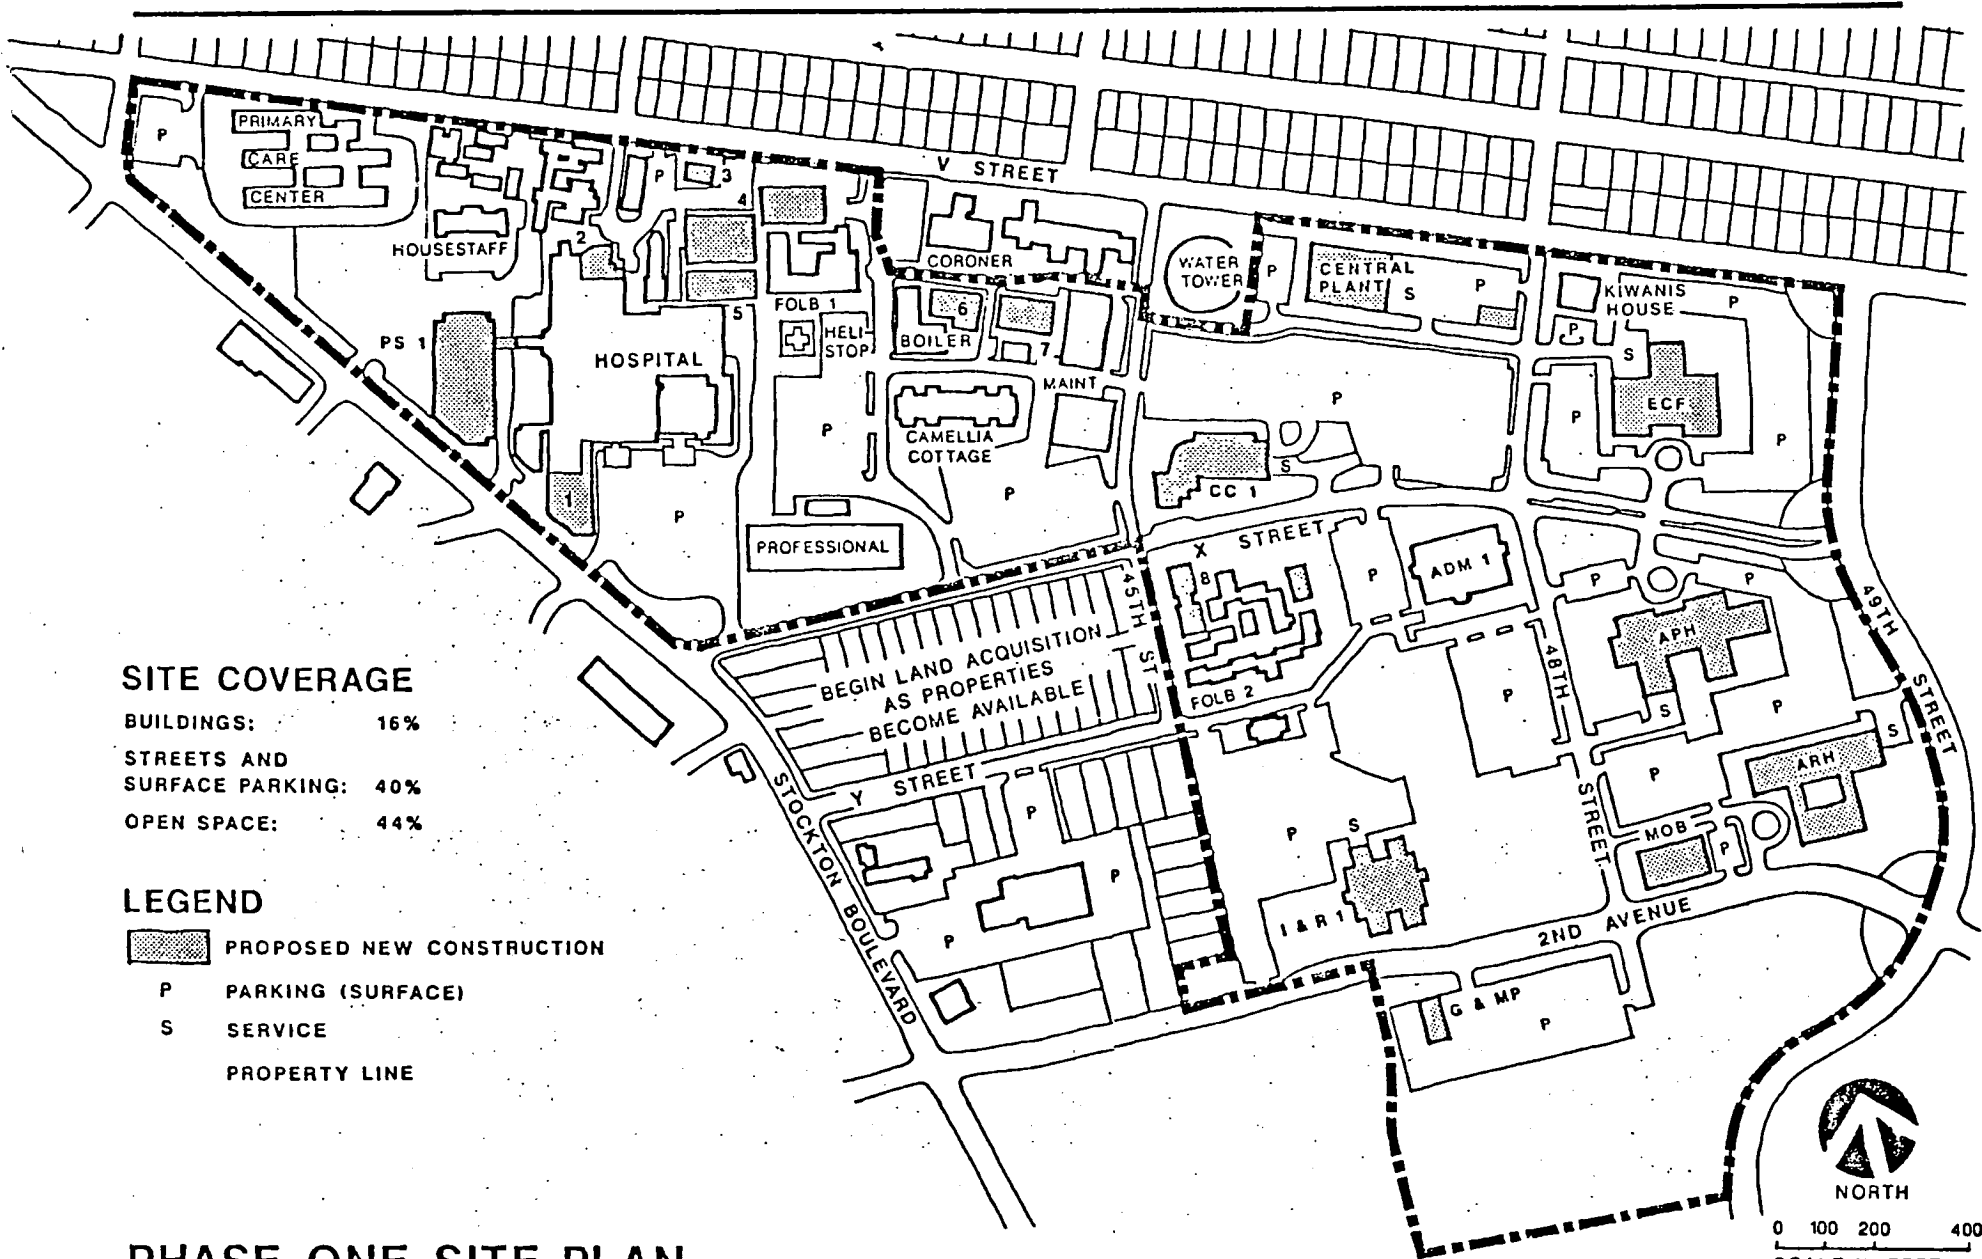 V STREET
P
PRIMARY
CARE
CENTER
P
3
4
2
HOUSESTAFF
CORONER
WATER
TOWER
P
CENTRAL
PLANT
S
P
KIWANIS
HOUSE
P
P
S
PS 1
HOSPITAL
5
FOLB 1
HELI
STOP
6
BOILER
7
MAINT
P
ECF
P
P
CAMELLIA
COTTAGE
P
P
S
CC 1
1
P
PROFESSIONAL
X STREET
8
P
ADM 1
P
P
45TH ST
49TH STREET
BEGIN LAND ACQUISITION
AS PROPERTIES
BECOME AVAILABLE
FOLB 2
48TH STREET
APH
P
S
P
S
ARH
P
SITE COVERAGE
BUILDINGS: 16%
STREETS AND
SURFACE PARKING: 40%
OPEN SPACE: 44%
Y STREET
STOCKTON BOULEVARD
P
P
P
P
S
MOB
P
I & R 1
2ND AVENUE
G & MP
P
LEGEND
PROPOSED NEW CONSTRUCTION
P PARKING (SURFACE)
S SERVICE
PROPERTY LINE
NORTH
0 100 200 400
PHASE ONE SITE PLAN